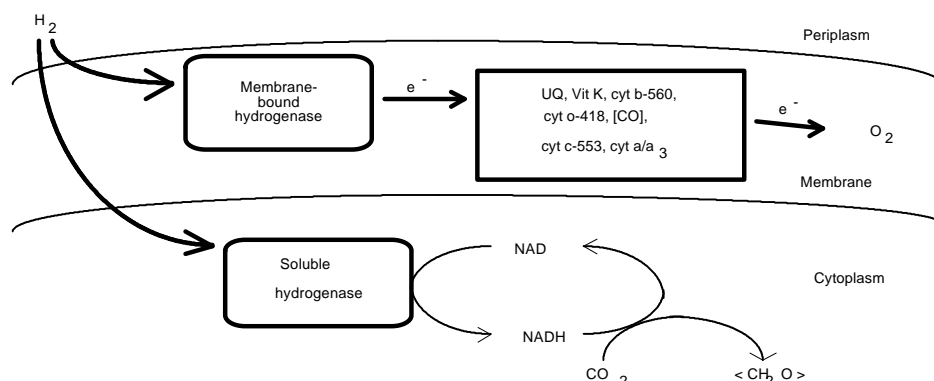 H2
Periplasm
Membrane-
bound
hydrogenase
e-
UQ, Vit K, cyt b-560,
cyt o-418, [CO],
cyt c-553, cyt a/a3
e-
O2
Membrane
Soluble
hydrogenase
NAD
Cytoplasm
NADH
CO2
< CH2O >